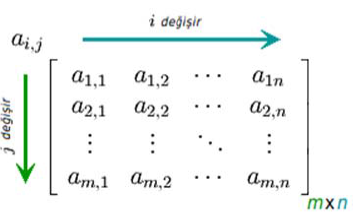 i değişir
a_{i,j}
j değişir
a_{1,1} a_{1,2} ⋯ a_{1n}
a_{2,1} a_{2,2} ⋯ a_{2,n}
⋮ ⋮ ⋱ ⋮
a_{m,1} a_{m,2} ⋯ a_{m,n}
mxn